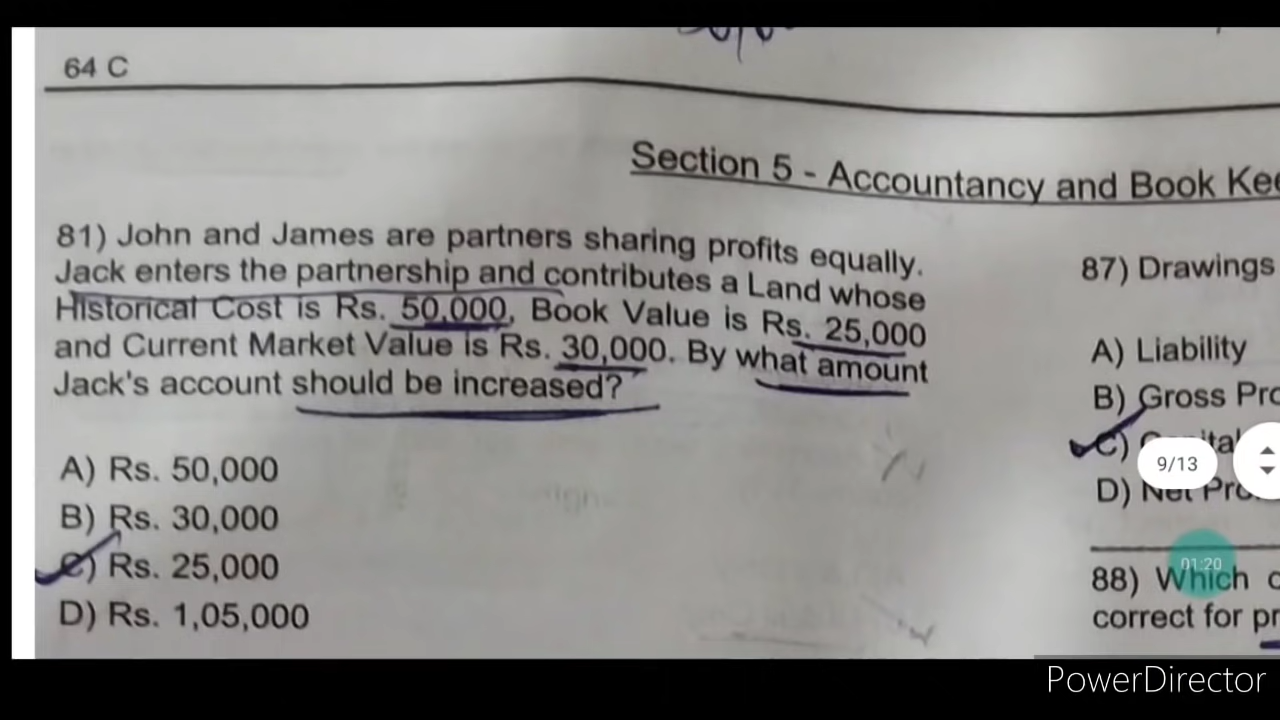 64 C
Section 5 - Accountancy and Book Kee
81) John and James are partners sharing profits equally.
Jack enters the partnership and contributes a Land whose
Historical Cost is Rs. 50,000, Book Value is Rs. 25,000
and Current Market Value is Rs. 30,000. By what amount
Jack's account should be increased?
A) Rs. 50,000
B) Rs. 30,000
C) Rs. 25,000
D) Rs. 1,05,000
87) Drawings
A) Liability
B) Gross Pro
C)
D) Net Pro
9/13
01:20
88) Which
correct for pr
PowerDirector